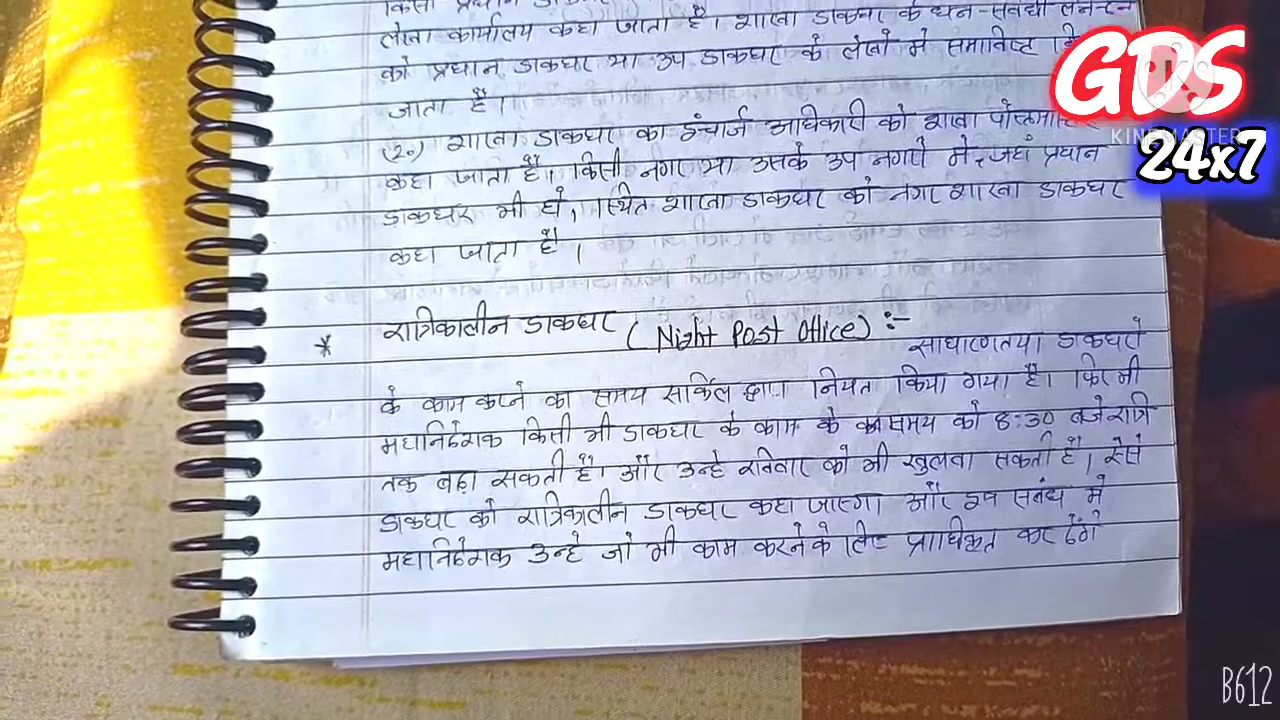 लेखा कार्यालय कहा जाता है। शाखा डाकघर के धन-संबंधी लेनदेन
को प्रधान डाकघर या उप डाकघर के लेखो मे समाविष्ट
जाता है।
(2.) शाखा डाकघर का इंचार्ज अधिकारी को शाखा
कहा जाता है। किसी नगर या उसके उप नगरो मे, जहां प्रधान
डाकघर भी हो, स्थित शाखा डाकघर को नगर शाखा डाकघर
कहा जाता है।
* रात्रिकालीन डाकघर (Night Post Office) :-
साधारणतया डाकघरो
के काम करने का समय सर्किल द्वारा नियत किया गया है। फिर भी
महानिदेशक किसी भी डाकघर के काम के समय को 8:30 बजे रात्रि
तक बढ़ा सकती है। और उन्हे रविवार को भी खुलवा सकती है। ऐसे
डाकघर को रात्रिकालीन डाकघर कहा जाएगा और इस संबंध मे
महानिदेशक उन्हे जो भी काम करने के लिए प्राधिकृत कर देंगे
GDS
KINEMASTER
24x7
B612